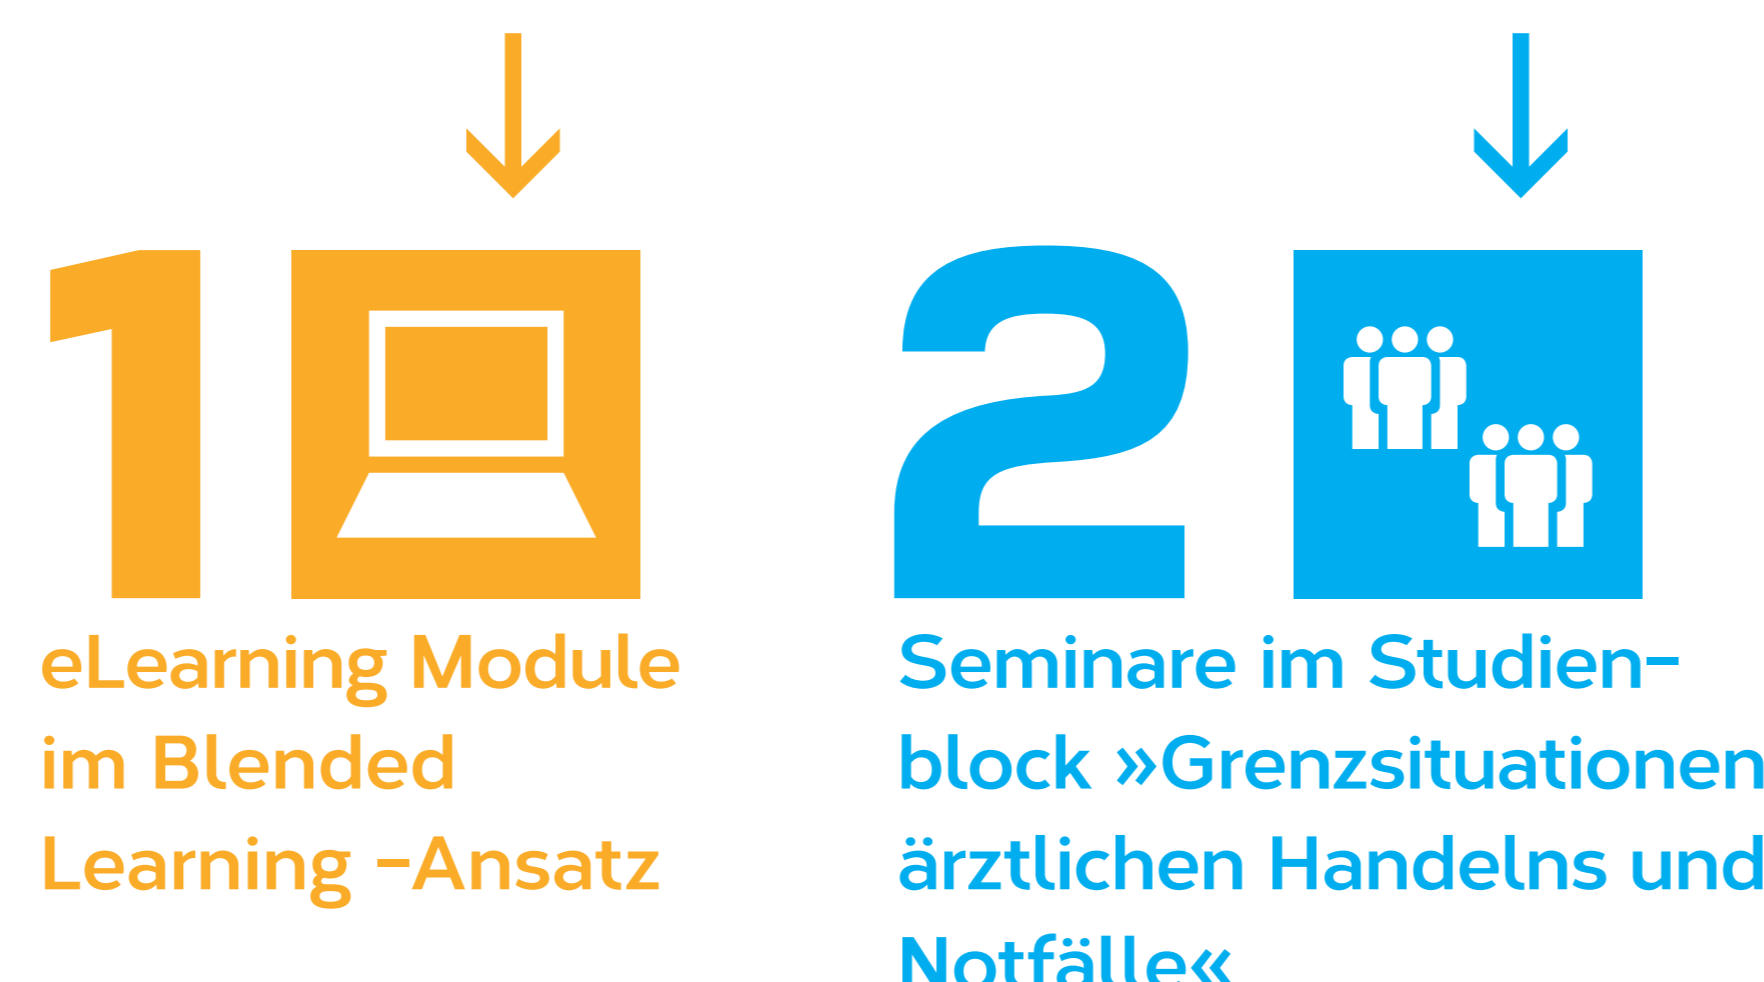 1
eLearning Module
im Blended
Learning -Ansatz
2
Seminare im Studien-
block »Grenzsituationen
ärztlichen Handelns und
Notfälle«